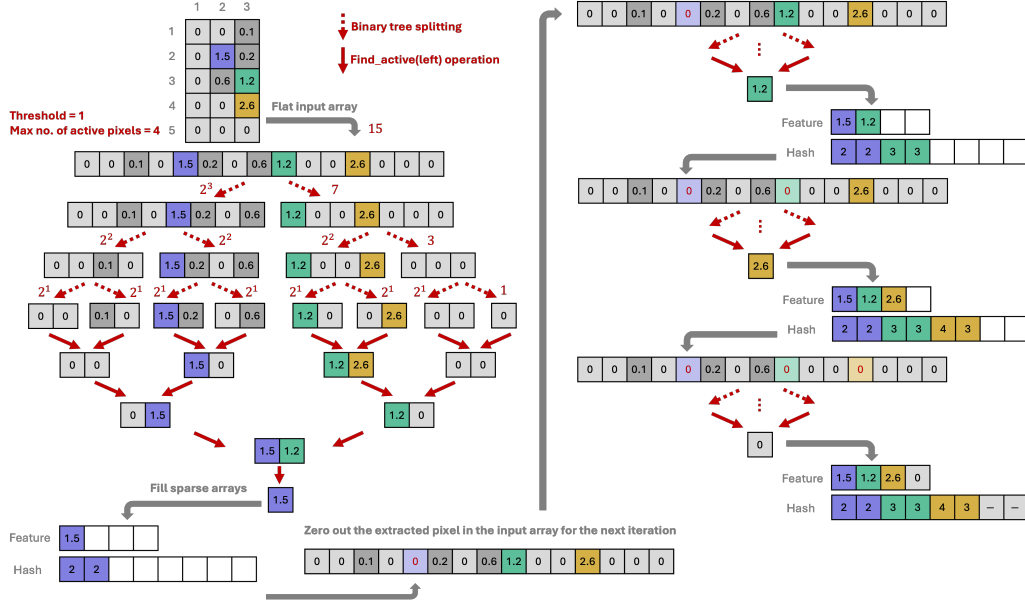 1 2 3
1 0 0 0.1
2 0 1.5 0.2
3 0 0.6 1.2
4 0 0 2.6
5 0 0 0
Binary tree splitting
Find_active(left) operation
Threshold = 1
Max no. of active pixels = 4
Flat input array
15
0 0 0.1 0 1.5 0.2 0 0.6 1.2 0 0 2.6 0 0 0
2³ 7
0 0 0.1 0 1.5 0.2 0 0.6 1.2 0 0 2.6 0 0 0
2² 2² 2² 3
0 0 0.1 0 1.5 0.2 0 0.6 1.2 0 0 2.6 0 0 0
2¹ 2¹ 2¹ 2¹ 2¹ 2¹ 2¹ 1
0 0 0.1 0 1.5 0.2 0 0.6 1.2 0 0 2.6 0 0 0
0 0 1.5 0 1.2 2.6 0 0
0 1.5 1.2 0
1.5 1.2
1.5
Fill sparse arrays
Feature 1.5
Hash 2 2
Zero out the extracted pixel in the input array for the next iteration
0 0 0.1 0 0 0.2 0 0.6 1.2 0 0 2.6 0 0 0
0 0 0.1 0 0 0.2 0 0.6 1.2 0 0 2.6 0 0 0
1.2
Feature 1.5 1.2
Hash 2 2 3 3
0 0 0.1 0 0 0.2 0 0.6 0 0 0 2.6 0 0 0
2.6
Feature 1.5 1.2 2.6
Hash 2 2 3 3 4 3
0 0 0.1 0 0 0.2 0 0.6 0 0 0 0 0 0 0
0
Feature 1.5 1.2 2.6 0
Hash 2 2 3 3 4 3 – –